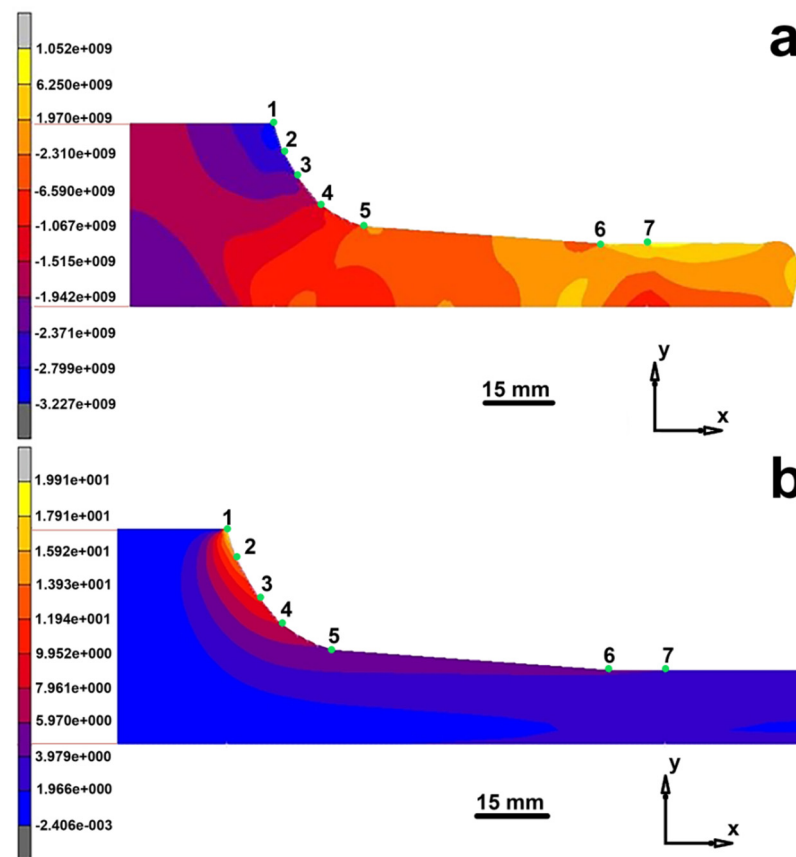 a
1.052e+009
6.250e+009
1.970e+009
-2.310e+009
-6.590e+009
-1.067e+009
-1.515e+009
-1.942e+009
-2.371e+009
-2.799e+009
-3.227e+009
1
2
3
4
5
6
7
15 mm
y
x
b
1.991e+001
1.791e+001
1.592e+001
1.393e+001
1.194e+001
9.952e+000
7.961e+000
5.970e+000
3.979e+000
1.966e+000
-2.406e-003
1
2
3
4
5
6
7
15 mm
y
x